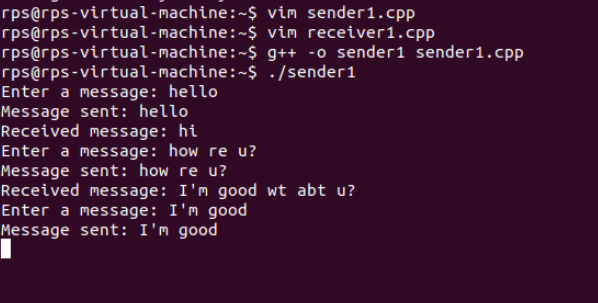 rps@rps-virtual-machine:~$ vim sender1.cpp
rps@rps-virtual-machine:~$ vim receiver1.cpp
rps@rps-virtual-machine:~$ g++ -o sender1 sender1.cpp
rps@rps-virtual-machine:~$ ./sender1
Enter a message: hello
Message sent: hello
Received message: hi
Enter a message: how re u?
Message sent: how re u?
Received message: I'm good wt abt u?
Enter a message: I'm good
Message sent: I'm good